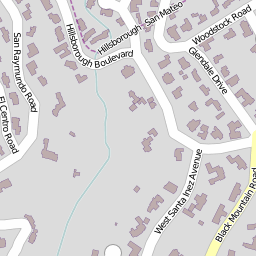 Hillsborough
San Mateo
Woodstock Road
Hillsborough Boulevard
Glendale Drive
San Raymundo Road
El Centro Road
West Santa Inez Avenue
Black Mountain Road